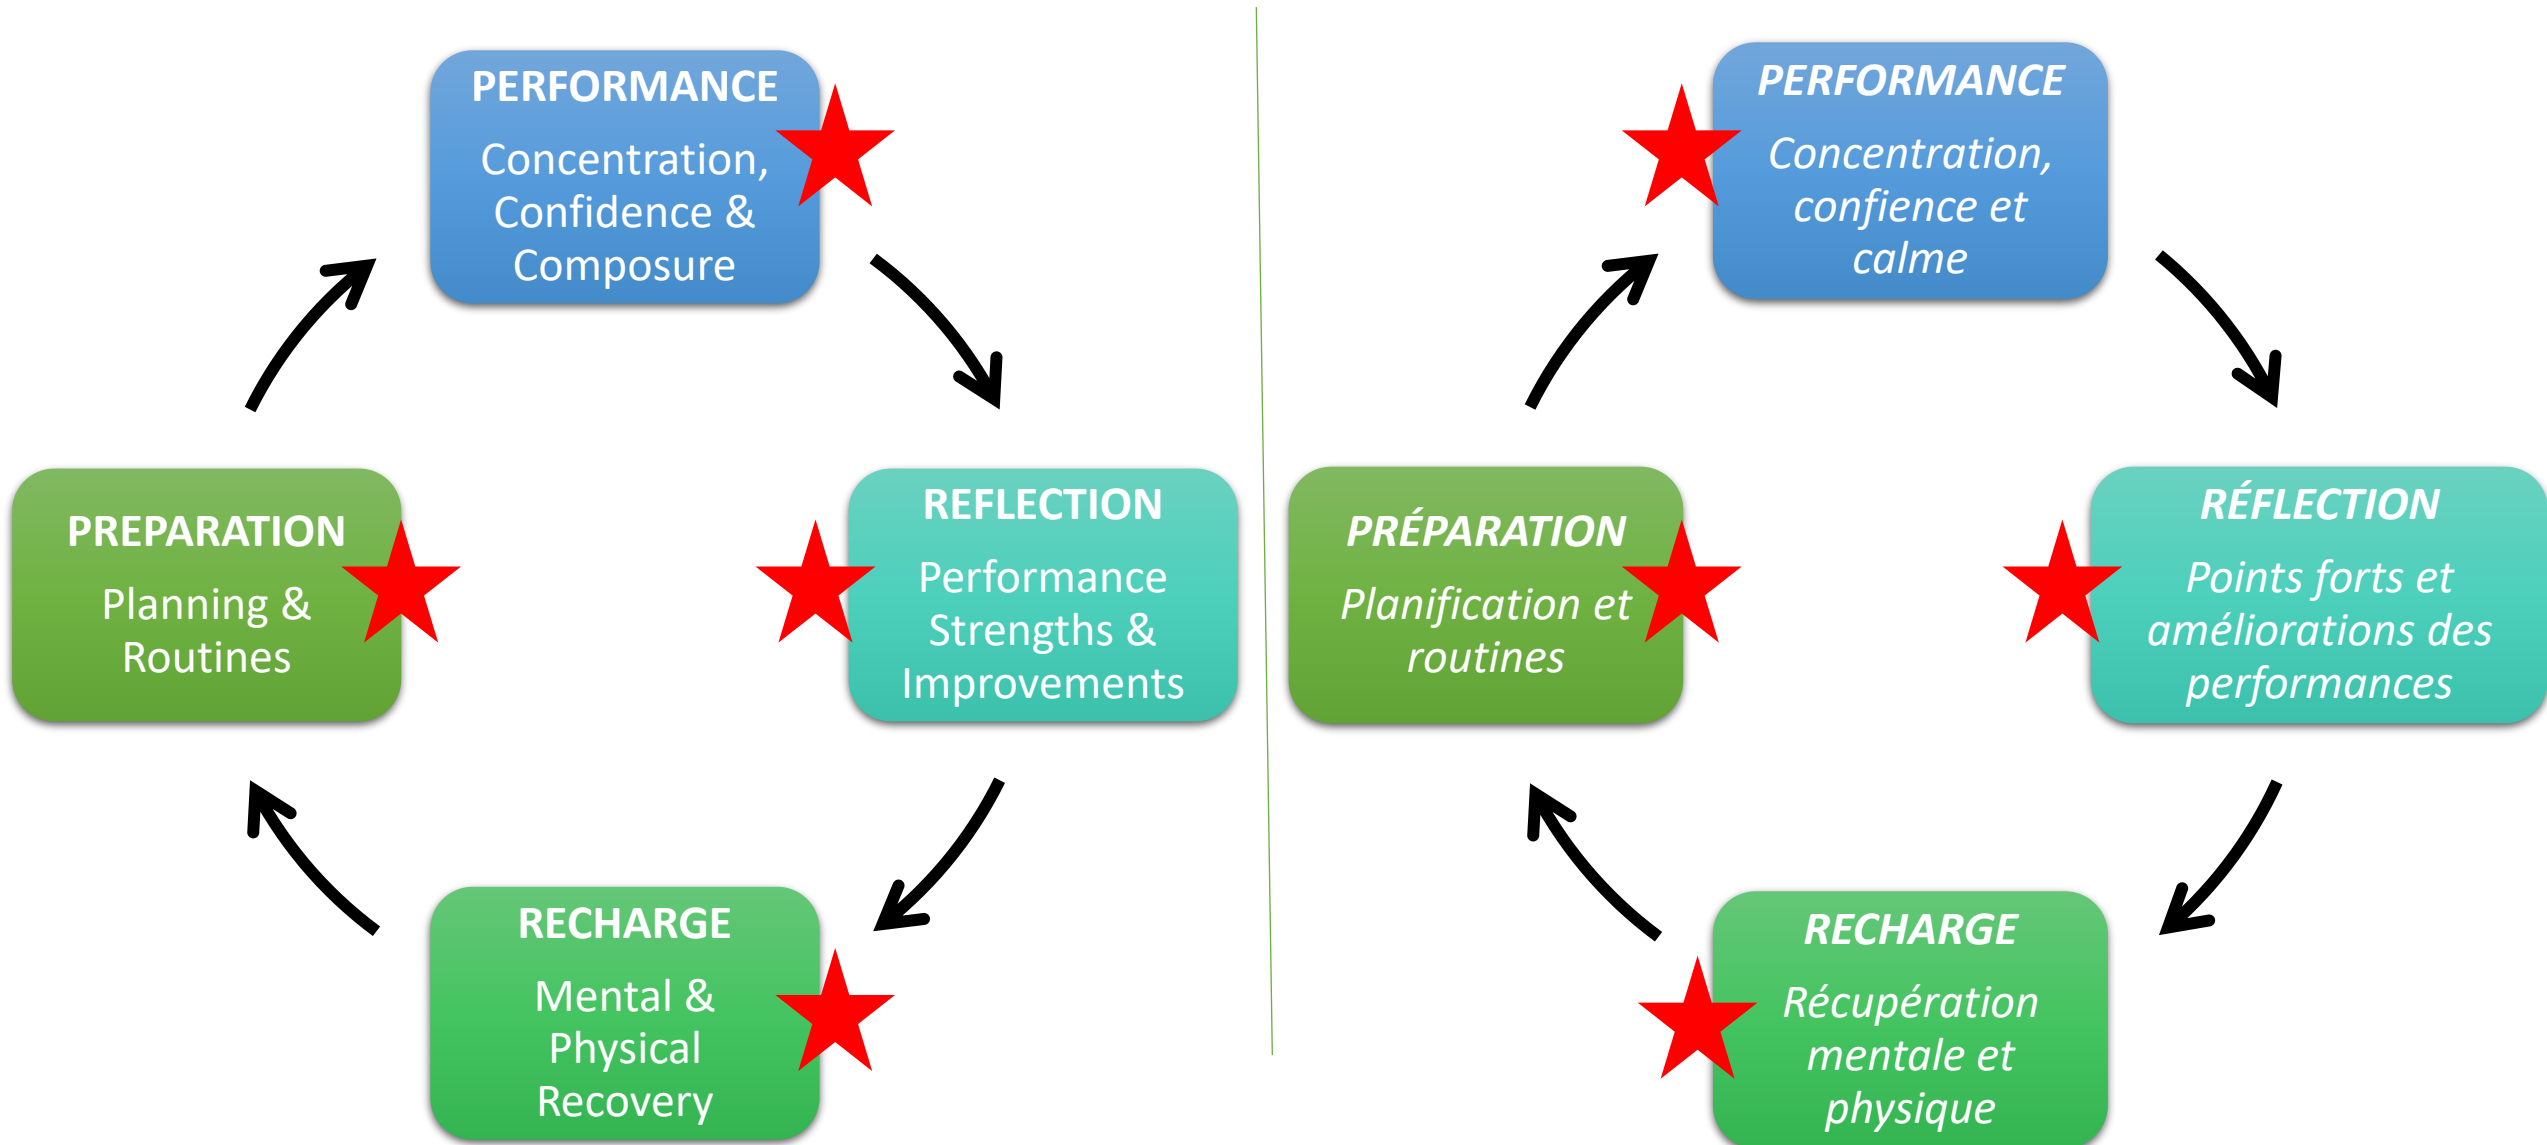 PERFORMANCE
Concentration,
Confidence &
Composure
PREPARATION
Planning &
Routines
REFLECTION
Performance
Strengths &
Improvements
RECHARGE
Mental &
Physical
Recovery
PERFORMANCE
Concentration,
confience et
calme
PRÉPARATION
Planification et
routines
RÉFLECTION
Points forts et
améliorations des
performances
RECHARGE
Récupération
mentale et
physique